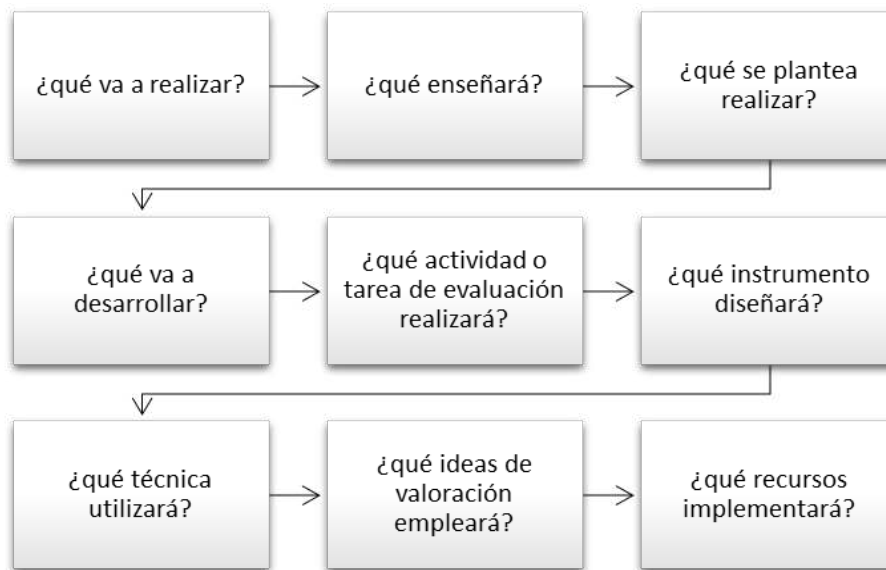 ¿qué va a realizar?
¿qué enseñará?
¿qué se plantea
realizar?
¿qué va a
desarrollar?
¿qué actividad o
tarea de evaluación
realizará?
¿qué instrumento
diseñará?
¿qué técnica
utilizará?
¿qué ideas de
valoración
empleará?
¿qué recursos
implementará?